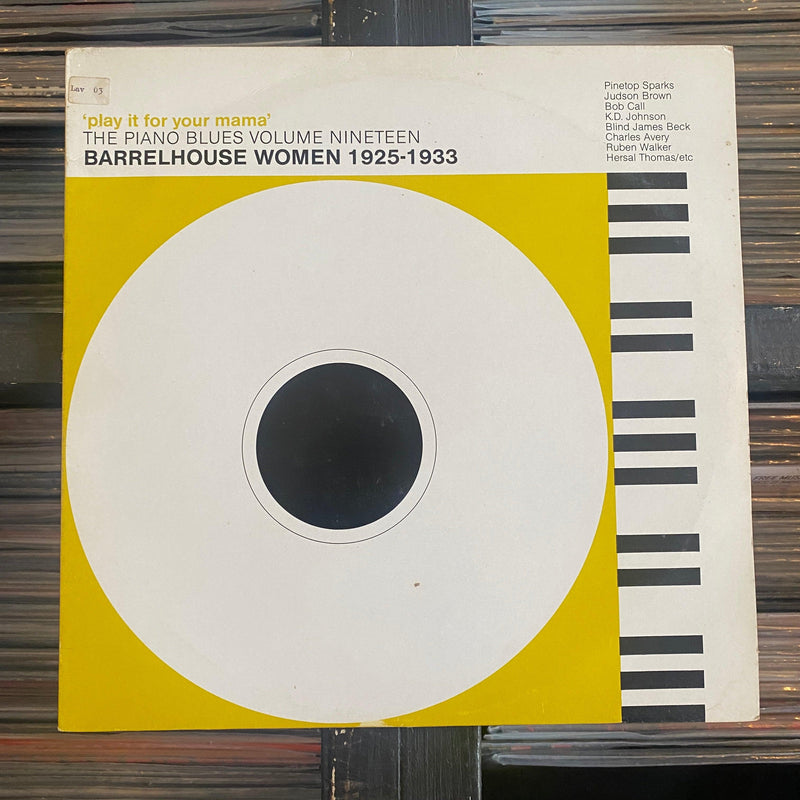 Lav 03
'play it for your mama'
THE PIANO BLUES VOLUME NINETEEN
BARRELHOUSE WOMEN 1925-1933
Pinetop Sparks
Judson Brown
Bob Call
K.D. Johnson
Blind James Beck
Charles Avery
Ruben Walker
Hersal Thomas/etc